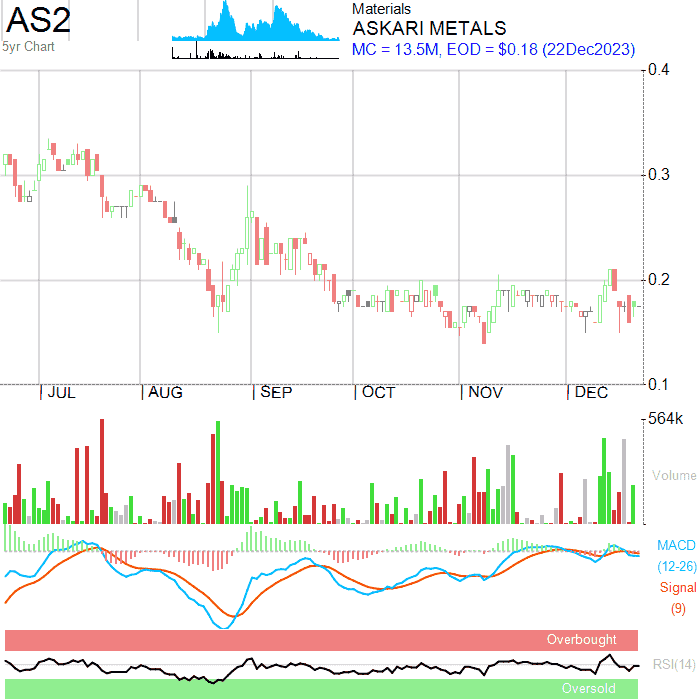 AS2
5yr Chart
Materials
ASKARI METALS
MC = 13.5M, EOD = $0.18 (22Dec2023)
0.4
0.3
0.2
0.1
JUL AUG SEP OCT NOV DEC
564k
Volume
MACD
(12-26)
Signal
(9)
Overbought
RSI(14)
Oversold